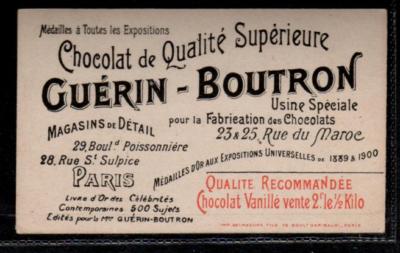 Médailles à Toutes les Expositions
Chocolat de Qualité Supérieure
GUÉRIN - BOUTRON
Usine Spéciale
pour la Fabrication des Chocolats
MAGASINS DE DÉTAIL
23 & 25, Rue du Maroc
29, Boul.d Poissonnière
28, Rue St Sulpice
PARIS
MÉDAILLES D'OR AUX EXPOSITIONS UNIVERSELLES DE 1889 & 1900
Livre d'Or des Célébrités
Contemporaines 500 Sujets
Edités pour la Mon GUÉRIN-BOUTRON
QUALITÉ RECOMMANDÉE
Chocolat Vanillé vente 2f le ½ Kilo
PARIS